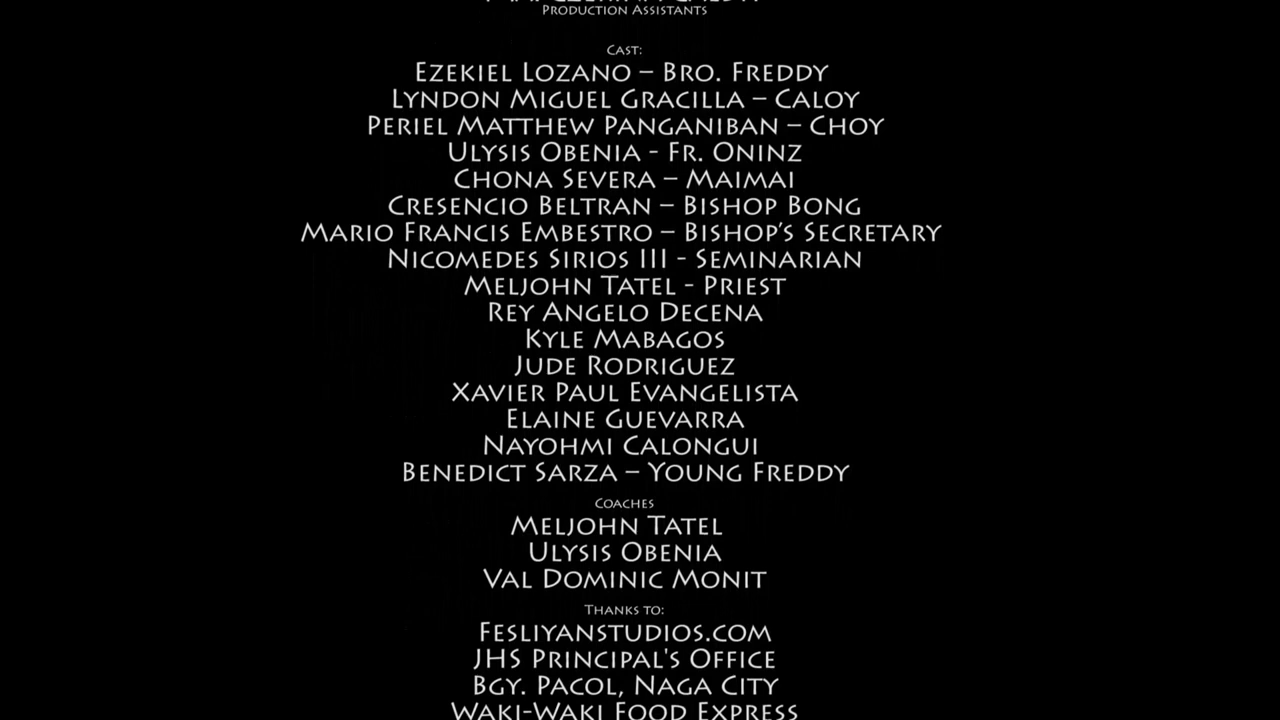 Production Assistants
Cast:
Ezekiel Lozano – Bro. Freddy
Lyndon Miguel Gracilla – Caloy
Periel Matthew Panganiban – Choy
Ulysis Obenia - Fr. Oninz
Chona Severa – Maimai
Cresencio Beltran – Bishop Bong
Mario Francis Embestro – Bishop’s Secretary
Nicomedes Sirios III - Seminarian
Meljohn Tatel - Priest
Rey Angelo Decena
Kyle Mabagos
Jude Rodriguez
Xavier Paul Evangelista
Elaine Guevarra
Nayohmi Calongui
Benedict Sarza – Young Freddy
Coaches
Meljohn Tatel
Ulysis Obenia
Val Dominic Monit
Thanks to:
Fesliyanstudios.com
JHS Principal's Office
Bgy. Pacol, Naga City
Waki-Waki Food Express